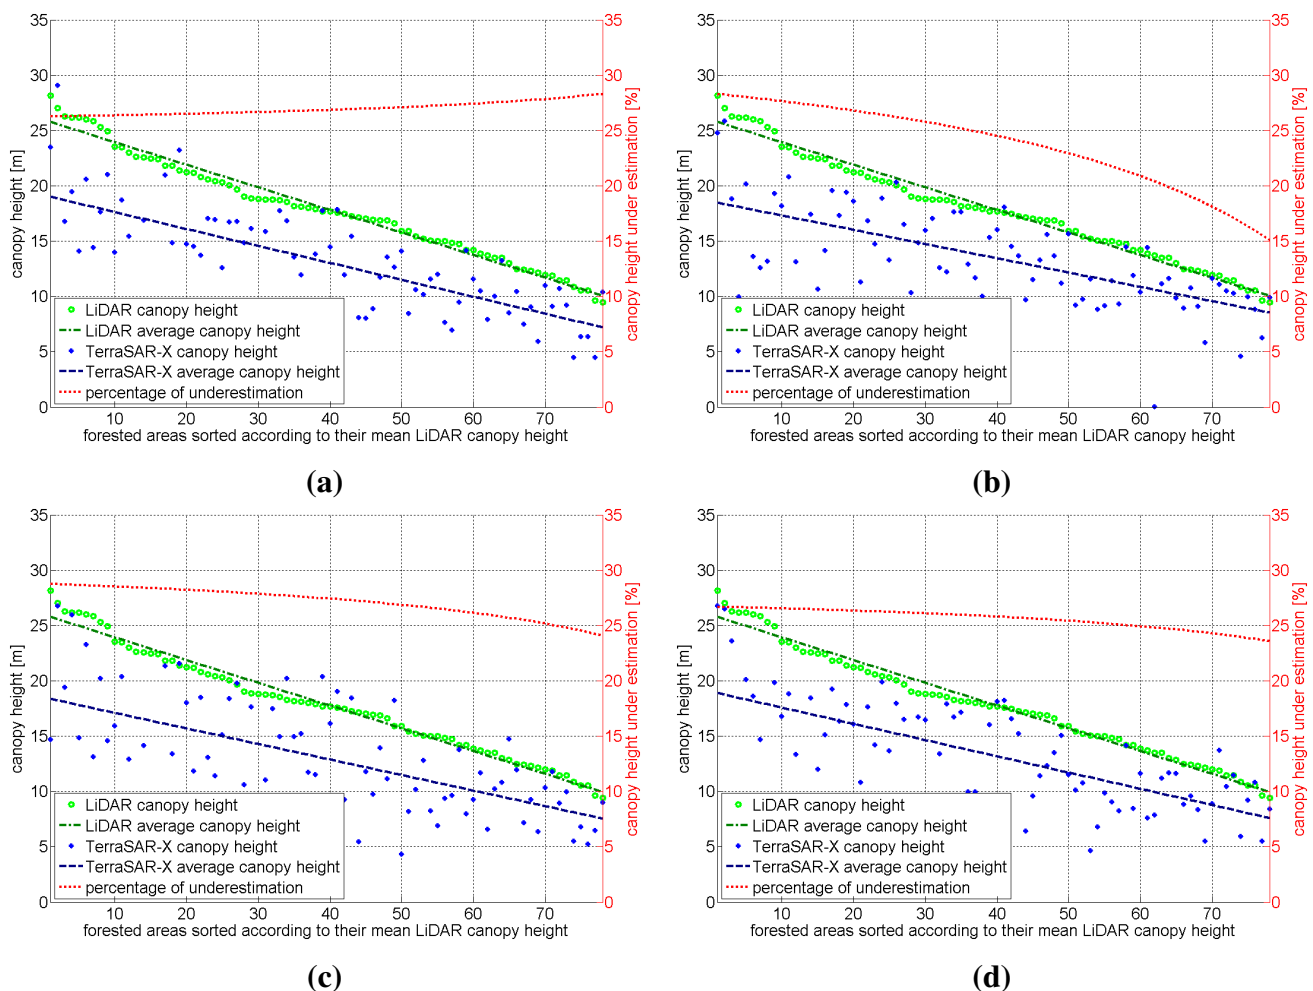 35
30
25
20
15
10
5
0
canopy height [m]
35
30
25
20
15
10
5
0
canopy height under estimation [%]
LiDAR canopy height
LiDAR average canopy height
TerraSAR-X canopy height
TerraSAR-X average canopy height
percentage of underestimation
10 20 30 40 50 60 70
forested areas sorted according to their mean LiDAR canopy height
(a)
35
30
25
20
15
10
5
0
canopy height [m]
35
30
25
20
15
10
5
0
canopy height under estimation [%]
LiDAR canopy height
LiDAR average canopy height
TerraSAR-X canopy height
TerraSAR-X average canopy height
percentage of underestimation
10 20 30 40 50 60 70
forested areas sorted according to their mean LiDAR canopy height
(b)
35
30
25
20
15
10
5
0
canopy height [m]
35
30
25
20
15
10
5
0
canopy height under estimation [%]
LiDAR canopy height
LiDAR average canopy height
TerraSAR-X canopy height
TerraSAR-X average canopy height
percentage of underestimation
10 20 30 40 50 60 70
forested areas sorted according to their mean LiDAR canopy height
(c)
35
30
25
20
15
10
5
0
canopy height [m]
35
30
25
20
15
10
5
0
canopy height under estimation [%]
LiDAR canopy height
LiDAR average canopy height
TerraSAR-X canopy height
TerraSAR-X average canopy height
percentage of underestimation
10 20 30 40 50 60 70
forested areas sorted according to their mean LiDAR canopy height
(d)